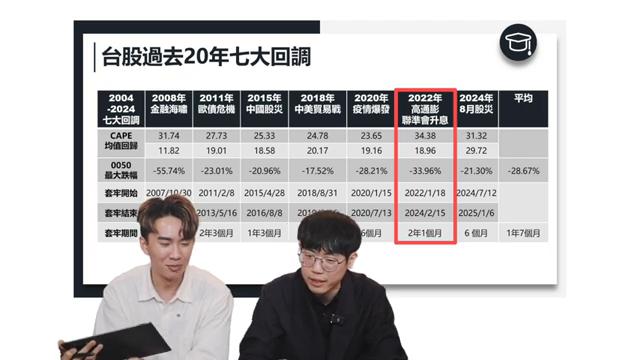 台股過去20年七大回調
2004 2008年 2011年 2015年 2018年 2020年 2022年 2024年 平均
-2024 金融海嘯 歐債危機 中國股災 中美貿易戰 疫情爆發 高通膨 8月股災
七大回調 聯準會升息
CAPE 31.74 27.73 25.33 24.78 23.65 34.38 31.32
均值回歸 11.82 19.01 18.58 20.17 19.16 18.96 29.72
0050 -55.74% -23.01% -20.96% -17.52% -28.21% -33.96% -21.30% -28.67%
最大跌幅
套牢開始 2007/10/30 2011/2/8 2015/4/28 2018/8/31 2020/1/15 2022/1/18 2024/7/12
套牢結束 2013/5/16 2016/8/8 2020/7/13 2024/2/15 2025/1/6
套牢期間 2年3個月 1年3個月 6個月 2年1個月 6個月 1年7個月